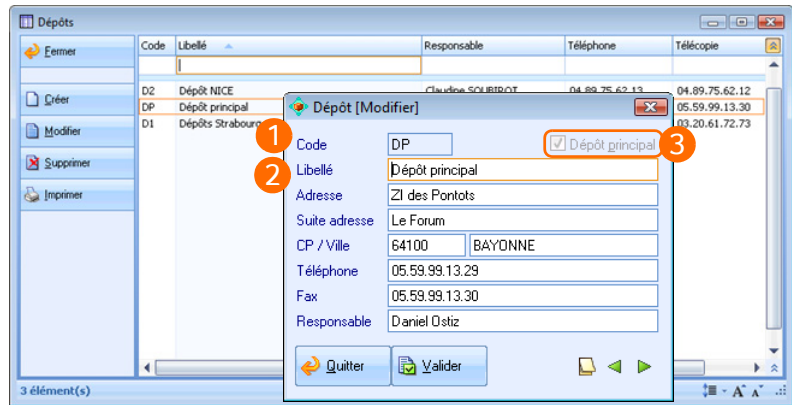 Dépôts
Fermer
Code Libellé Responsable Téléphone Télécopie
Créer
D2 Dépôt NICE Claudine SOUBIROT 04.89.75.62.13 04.89.75.62.12
DP Dépôt principal 05.59.99.13.30
Modifier
D1 Dépôts Strabourg 03.20.61.72.73
Supprimer
Imprimer
Dépôt [Modifier]
1 Code DP Dépôt principal 3
2 Libellé Dépôt principal
Adresse ZI des Pontots
Suite adresse Le Forum
CP / Ville 64100 BAYONNE
Téléphone 05.59.99.13.29
Fax 05.59.99.13.30
Responsable Daniel Ostiz
Quitter Valider
3 élément(s) A A